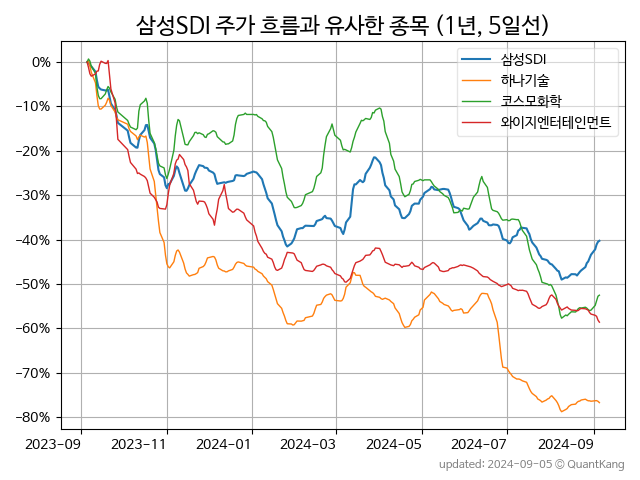 삼성SDI 주가 흐름과 유사한 종목 (1년, 5일선)
삼성SDI
하나기술
코스모화학
와이지엔터테인먼트
0%
−10%
−20%
−30%
−40%
−50%
−60%
−70%
−80%
2023-09 2023-11 2024-01 2024-03 2024-05 2024-07 2024-09
updated: 2024-09-05 © QuantKang